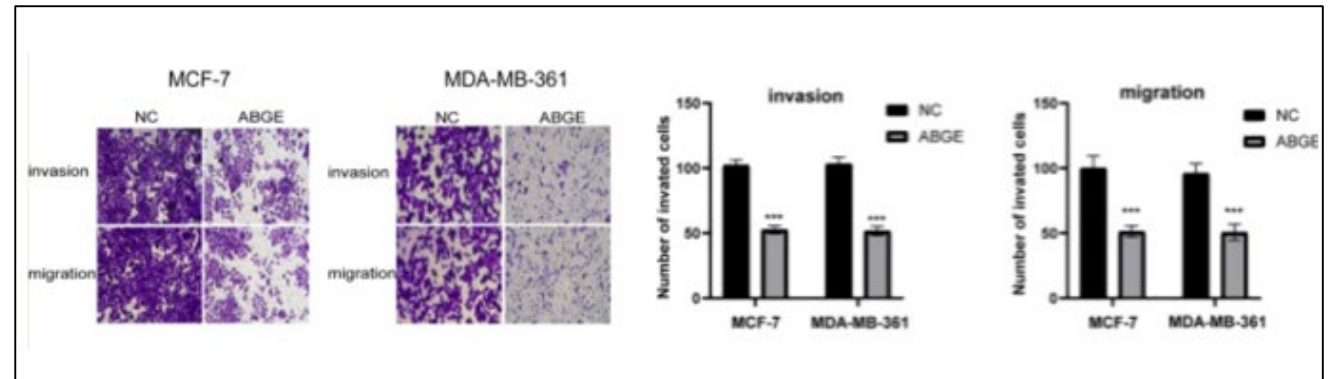 MCF-7
NC ABGE
invasion
migration
MDA-MB-361
NC ABGE
invasion
migration
invasion
NC
ABGE
Number of invated cells
150
100
50
0
***
***
MCF-7 MDA-MB-361
migration
NC
ABGE
Number of invated cells
150
100
50
0
***
***
MCF-7 MDA-MB-361